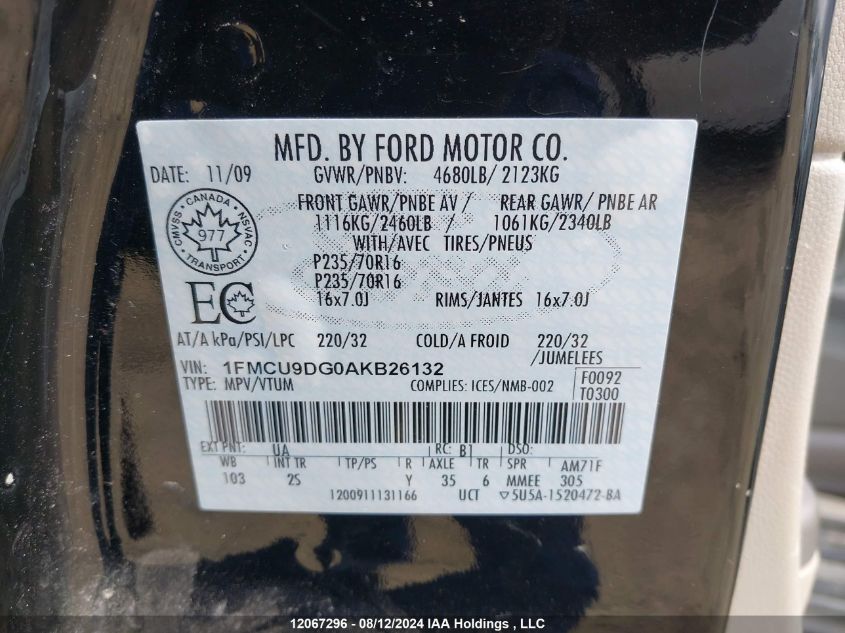 MFD. BY FORD MOTOR CO.
DATE: 11/09 GVWR/PNBV: 4680LB/ 2123KG
FRONT GAWR/PNBE AV / REAR GAWR/ PNBE AR
1116KG/2460LB / 1061KG/2340LB
WITH/AVEC TIRES/PNEUS
P235/70R16
P235/70R16
16x7.0J RIMS/JANTES 16x7.0J
CMVSS · CANADA · NSVAC
977
TRANSPORT
EC
AT/A kPa/PSI/LPC 220/32 COLD/A FROID 220/32
/JUMELEES
VIN: 1FMCU9DG0AKB26132
TYPE: MPV/VTUM COMPLIES: ICES/NMB-002 F0092
T0300
EXT PNT: UA RC: B1 DSO:
WB INT TR TP/PS R AXLE TR SPR AM71F
103 2S Y 35 6 MMEE 305
1200911131166 UCT ▽5U5A-1520472-BA
12067296 - 08/12/2024 IAA Holdings , LLC